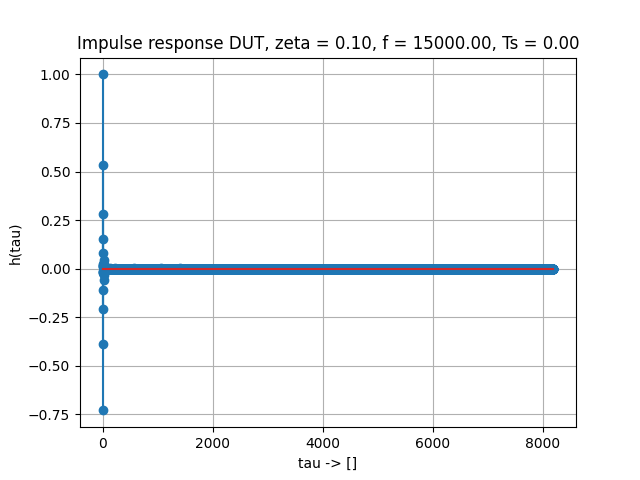 Impulse response DUT, zeta = 0.10, f = 15000.00, Ts = 0.00
1.00
0.75
0.50
0.25
0.00
−0.25
−0.50
−0.75
h(tau)
0 2000 4000 6000 8000
tau -> []